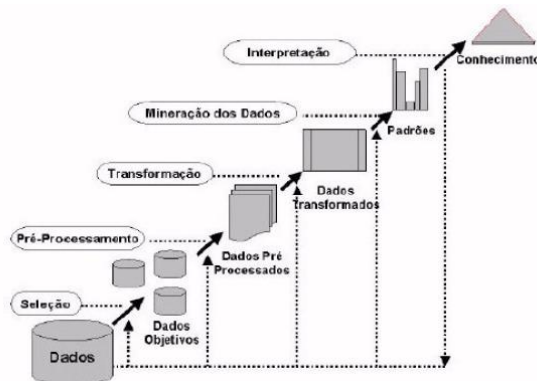 Interpretação
Conhecimento
Mineração dos Dados
Padrões
Transformação
Dados
Transformados
Pré-Processamento
Dados Pré
Processados
Seleção
Dados
Objetivos
Dados